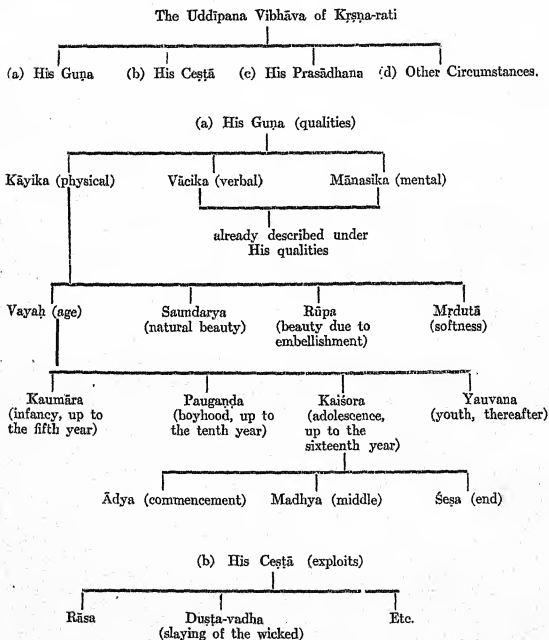 The Uddīpana Vibhāva of Kṛṣṇa-rati
(a) His Guṇa (b) His Ceṣṭā (c) His Prasādhana (d) Other Circumstances.
(a) His Guṇa (qualities)
Kāyika (physical) Vācika (verbal) Mānasika (mental)
already described under
His qualities
Vayaḥ (age) Saundarya Rūpa Mṛdutā
(natural beauty) (beauty due to (softness)
embellishment)
Kaumāra Paugaṇḍa Kaiśora Yauvana
(infancy, up to (boyhood, up to (adolescence, (youth, thereafter)
the fifth year) the tenth year) up to the
sixteenth year)
Ādya (commencement) Madhya (middle) Śeṣa (end)
(b) His Ceṣṭā (exploits)
Rāsa Duṣṭa-vadha Etc.
(slaying of the wicked)